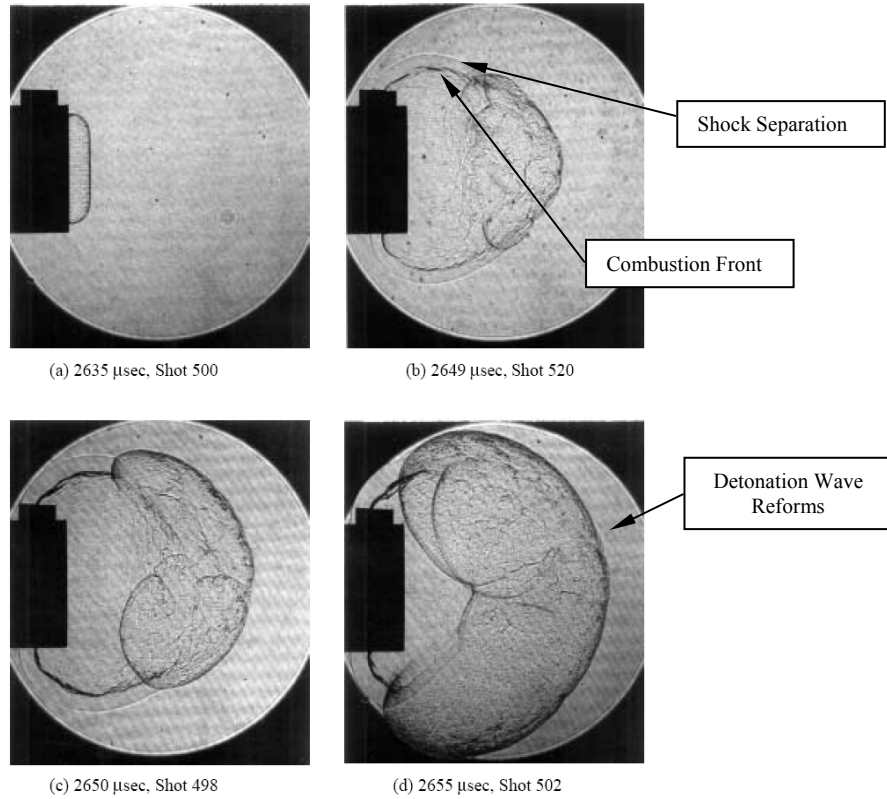 Shock Separation
Combustion Front
(a) 2635 µsec, Shot 500
(b) 2649 µsec, Shot 520
Detonation Wave
Reforms
(c) 2650 µsec, Shot 498
(d) 2655 µsec, Shot 502